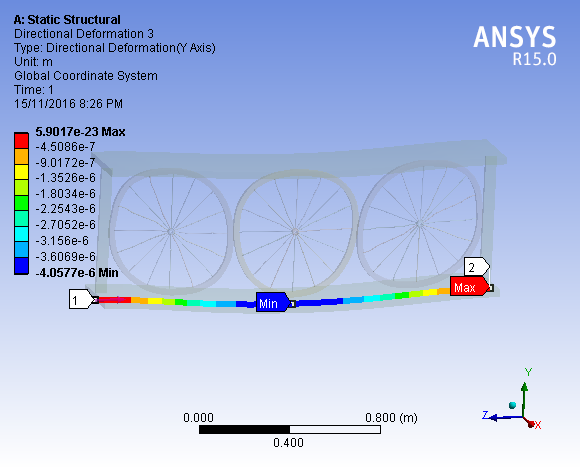 A: Static Structural
Directional Deformation 3
Type: Directional Deformation(Y Axis)
Unit: m
Global Coordinate System
Time: 1
15/11/2016 8:26 PM
ANSYS
R15.0
5.9017e-23 Max
-4.5086e-7
-9.0172e-7
-1.3526e-6
-1.8034e-6
-2.2543e-6
-2.7052e-6
-3.156e-6
-3.6069e-6
-4.0577e-6 Min
2
Max
1
Min
Y
Z
X
0.000
0.800 (m)
0.400